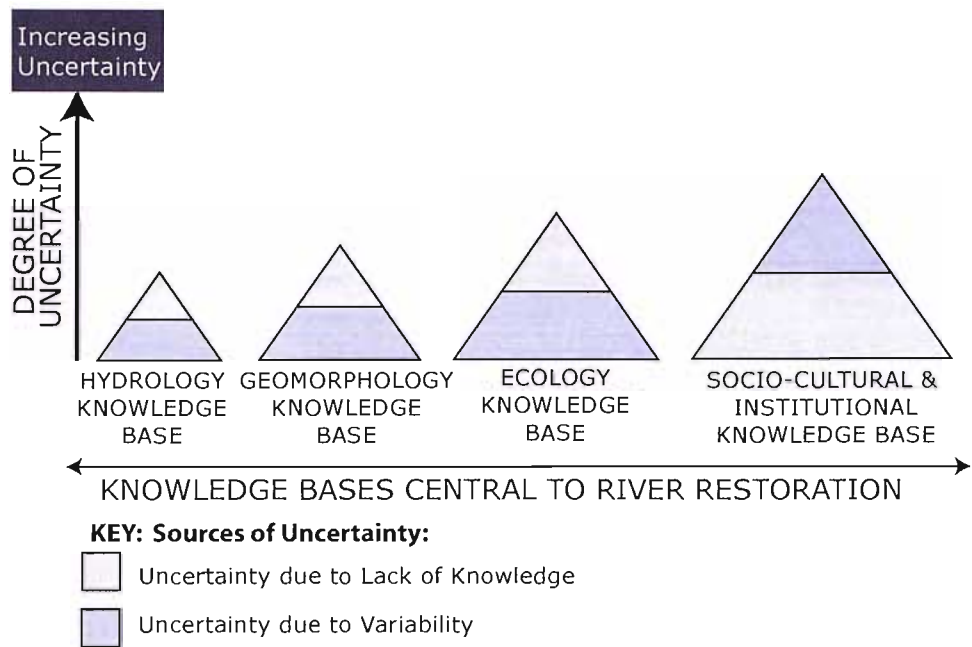 Increasing
Uncertainty
DEGREE OF
UNCERTAINTY
HYDROLOGY
KNOWLEDGE
BASE
GEOMORPHOLOGY
KNOWLEDGE
BASE
ECOLOGY
KNOWLEDGE
BASE
SOCIO-CULTURAL &
INSTITUTIONAL
KNOWLEDGE BASE
KNOWLEDGE BASES CENTRAL TO RIVER RESTORATION
KEY: Sources of Uncertainty:
Uncertainty due to Lack of Knowledge
Uncertainty due to Variability